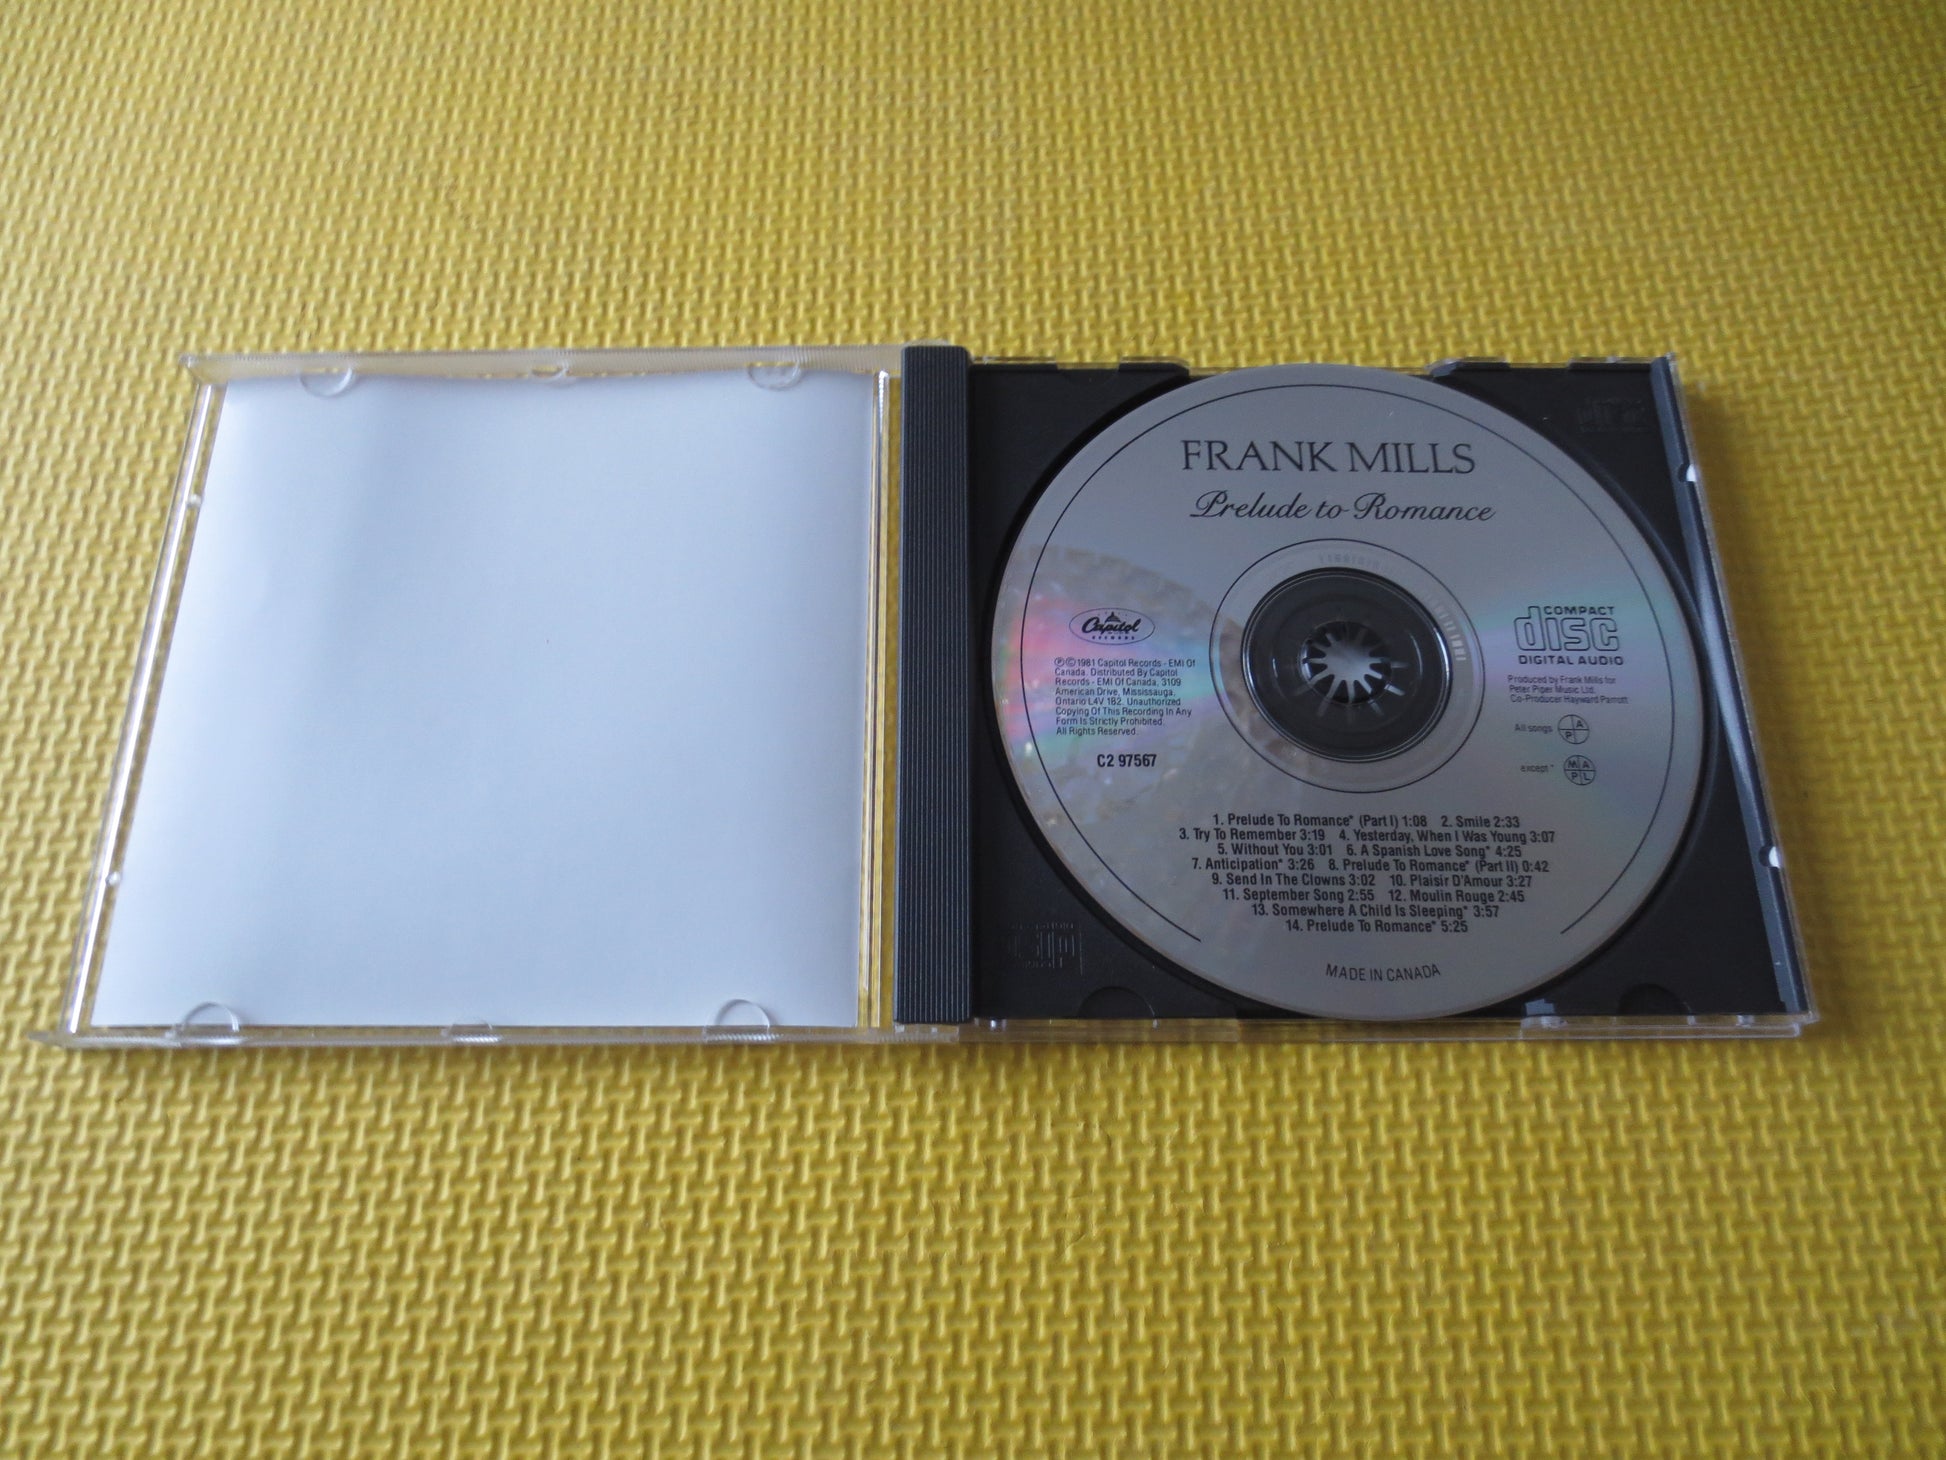 FRANK MILLS
Prelude to Romance
Capitol
RECORDS
℗©1981 Capitol Records - EMI Of
Canada. Distributed By Capitol
Records - EMI Of Canada, 3109
American Drive, Mississauga,
Ontario L4V 1B2. Unauthorized
Copying Of This Recording In Any
Form Is Strictly Prohibited.
All Rights Reserved.
C2 97567
COMPACT
disc
DIGITAL AUDIO
Produced by Frank Mills for
Peter Piper Music Ltd.
Co-Producer Hayward Parrott
All songs A P
except * M A P L
1. Prelude To Romance* (Part I) 1:08 2. Smile 2:33
3. Try To Remember 3:19 4. Yesterday, When I Was Young 3:07
5. Without You 3:01 6. A Spanish Love Song* 4:25
7. Anticipation* 3:26 8. Prelude To Romance* (Part II) 0:42
9. Send In The Clowns 3:02 10. Plaisir D'Amour 3:27
11. September Song 2:55 12. Moulin Rouge 2:45
13. Somewhere A Child Is Sleeping* 3:57
14. Prelude To Romance* 5:25
MADE IN CANADA